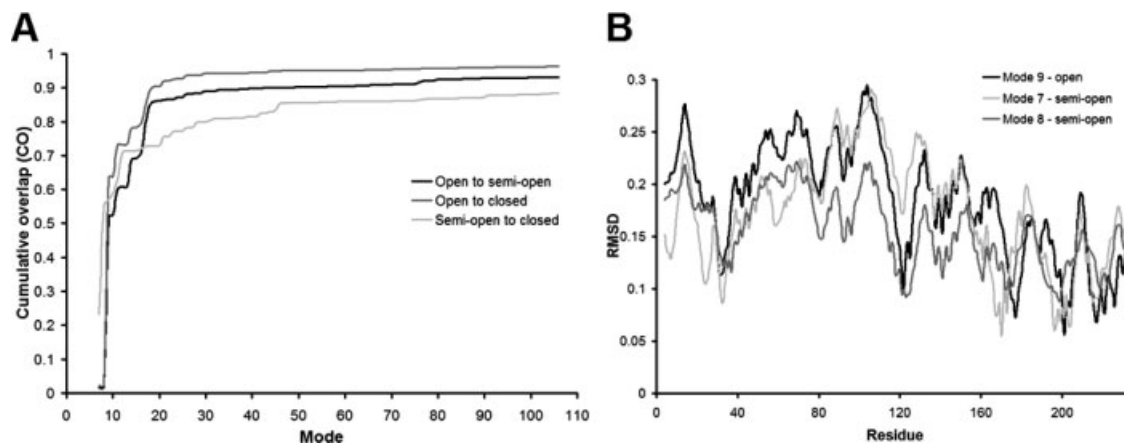 A
1
0.9
0.8
0.7
0.6
0.5
0.4
0.3
0.2
0.1
0
Cumulative overlap (CO)
Open to semi-open
Open to closed
Semi-open to closed
0 10 20 30 40 50 60 70 80 90 100 110
Mode
B
0.3
0.25
0.2
0.15
0.1
0.05
0
RMSD
Mode 9 - open
Mode 7 - semi-open
Mode 8 - semi-open
0 40 80 120 160 200
Residue